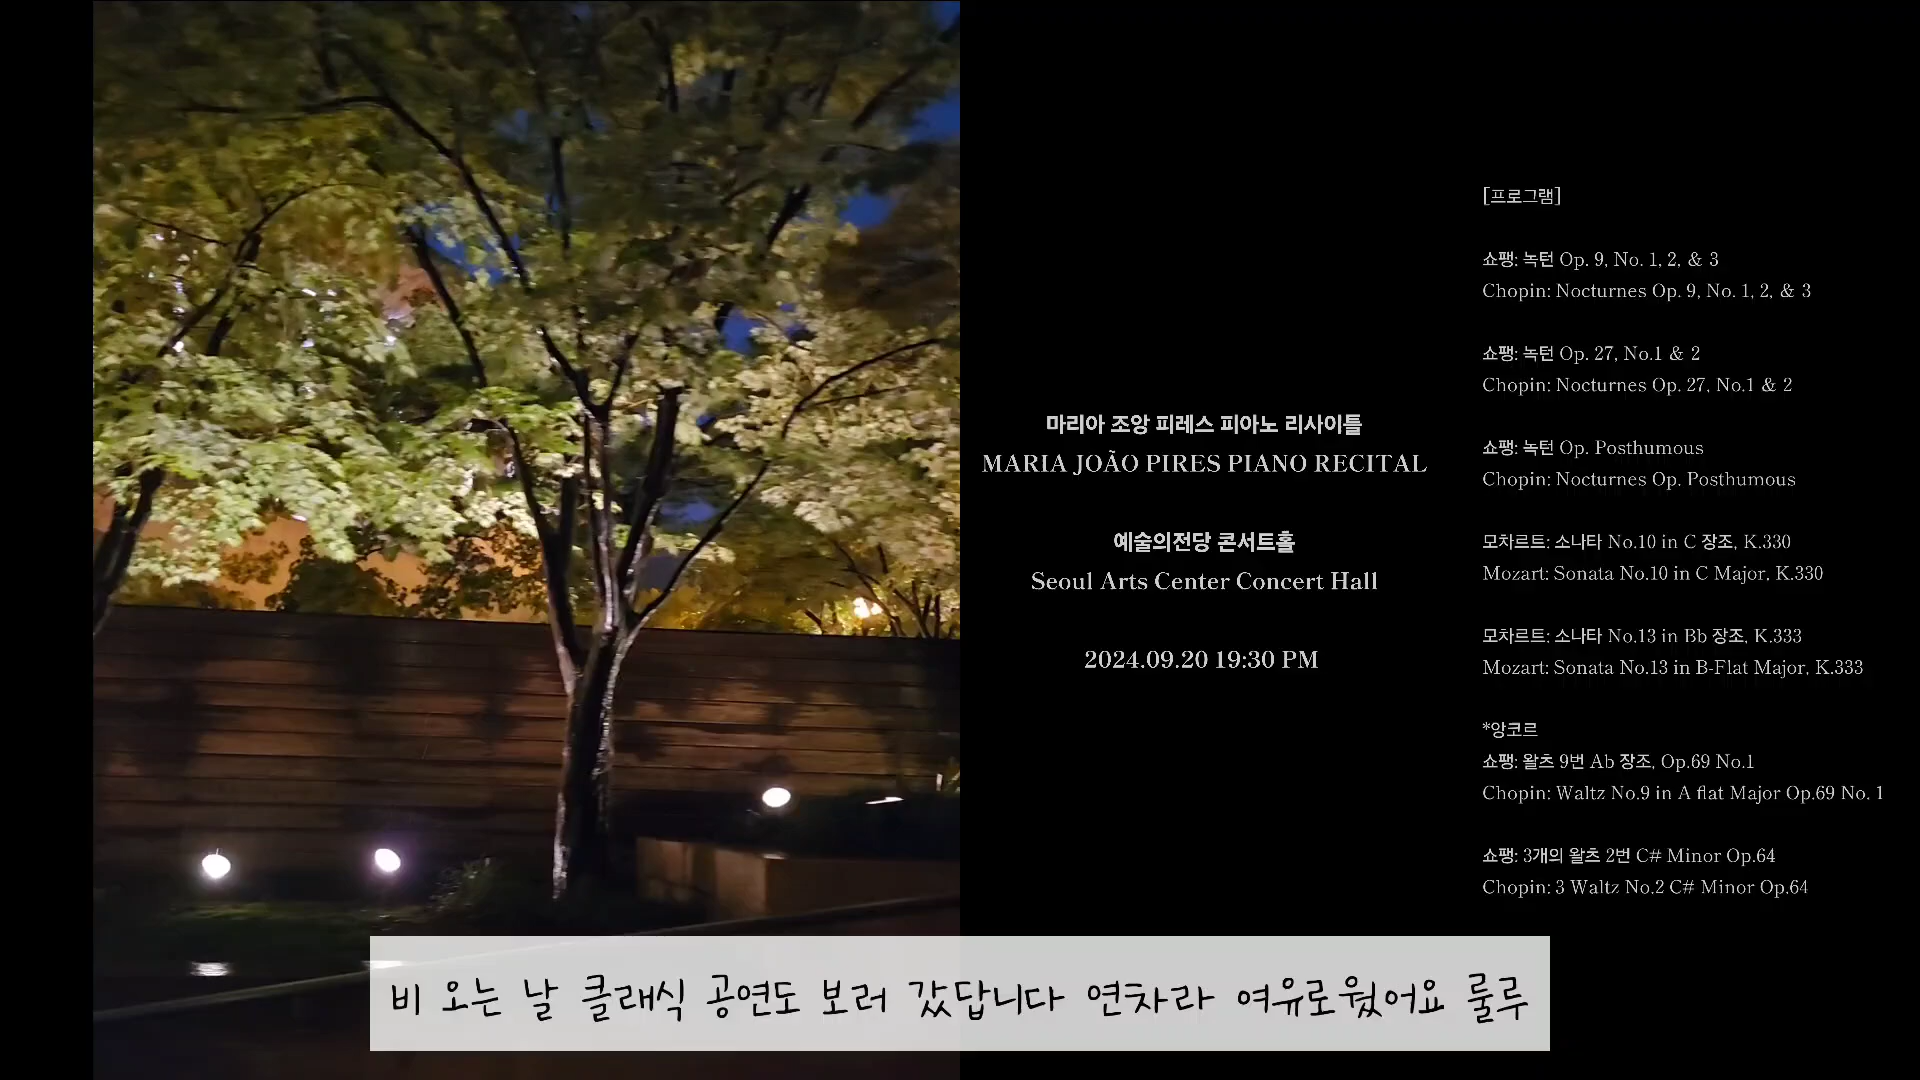 마리아 조앙 피레스 피아노 리사이틀
MARIA JOÃO PIRES PIANO RECITAL
예술의전당 콘서트홀
Seoul Arts Center Concert Hall
2024.09.20 19:30 PM
[프로그램]
쇼팽: 녹턴 Op. 9, No. 1, 2, & 3
Chopin: Nocturnes Op. 9, No. 1, 2, & 3
쇼팽: 녹턴 Op. 27, No.1 & 2
Chopin: Nocturnes Op. 27, No.1 & 2
쇼팽: 녹턴 Op. Posthumous
Chopin: Nocturnes Op. Posthumous
모차르트: 소나타 No.10 in C 장조, K.330
Mozart: Sonata No.10 in C Major, K.330
모차르트: 소나타 No.13 in Bb 장조, K.333
Mozart: Sonata No.13 in B-Flat Major, K.333
*앙코르
쇼팽: 왈츠 9번 Ab 장조, Op.69 No.1
Chopin: Waltz No.9 in A flat Major Op.69 No. 1
쇼팽: 3개의 왈츠 2번 C# Minor Op.64
Chopin: 3 Waltz No.2 C# Minor Op.64
비 오는 날 클래식 공연도 보러 갔답니다 연차라 여유로웠어요 룰루